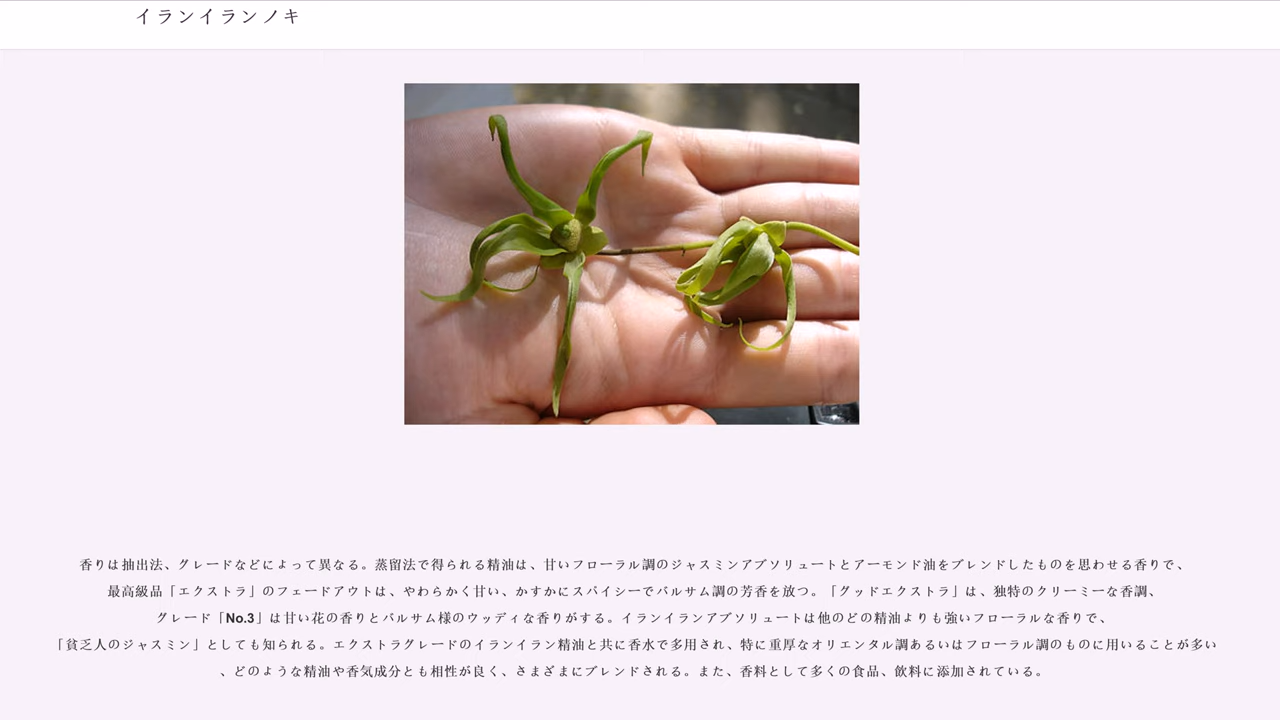 イランイランノキ
香りは抽出法、グレードなどによって異なる。蒸留法で得られる精油は、甘いフローラル調のジャスミンアブソリュートとアーモンド油をブレンドしたものを思わせる香りで、
最高級品「エクストラ」のフェードアウトは、やわらかく甘い、かすかにスパイシーでバルサム調の芳香を放つ。「グッドエクストラ」は、独特のクリーミーな香調、
グレード「No.3」は甘い花の香りとバルサム様のウッディな香りがする。イランイランアブソリュートは他のどの精油よりも強いフローラルな香りで、
「貧乏人のジャスミン」としても知られる。エクストラグレードのイランイラン精油と共に香水で多用され、特に重厚なオリエンタル調あるいはフローラル調のものに用いることが多い
、どのような精油や香気成分とも相性が良く、さまざまにブレンドされる。また、香料として多くの食品、飲料に添加されている。